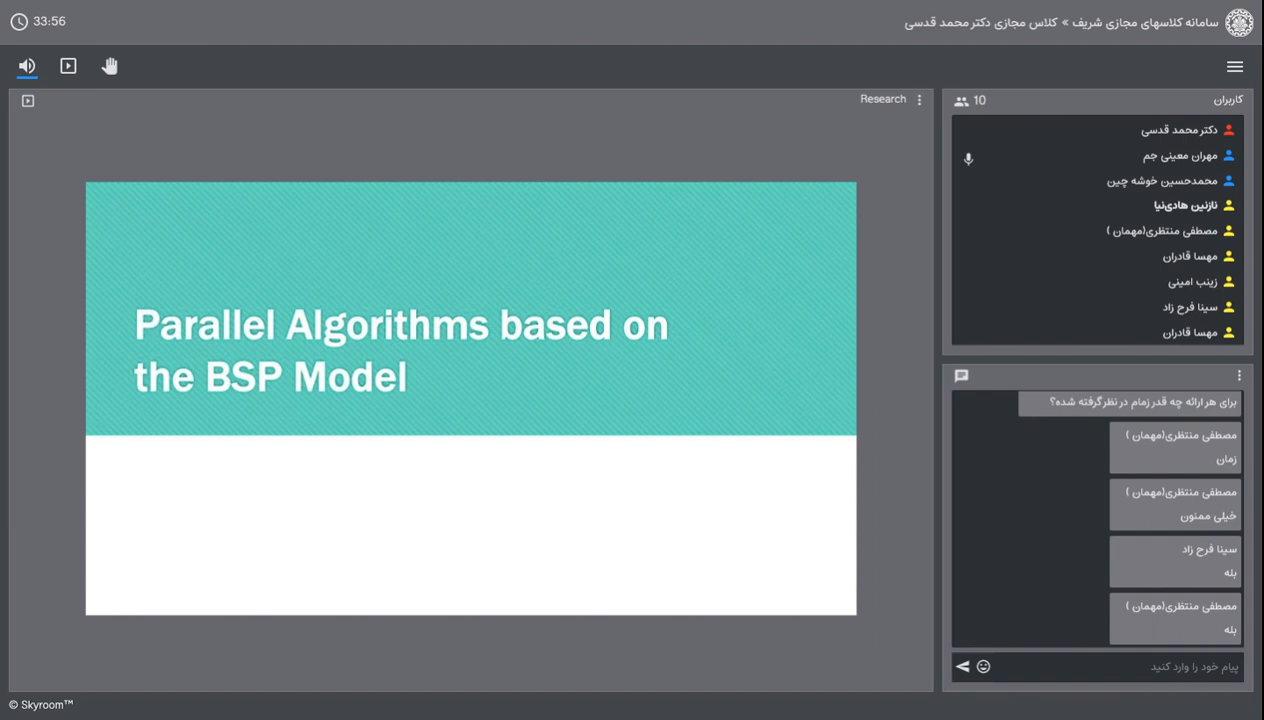 33:56
سامانه کلاسهای مجازی شریف » کلاس مجازی دکتر محمد قدسی
Research
Parallel Algorithms based on
the BSP Model
10
کاربران
دکتر محمد قدسی
مهران معینی جم
محمدحسین خوشه چین
نازنین هادی‌نیا
مصطفی منتظری(مهمان )
مهسا قادران
زینب امینی
سینا فرح زاد
مهسا قادران
برای هر ارائه چه قدر زمام در نظر گرفته شده؟
مصطفی منتظری(مهمان )
زمان
مصطفی منتظری(مهمان )
خیلی ممنون
سینا فرح زاد
بله
مصطفی منتظری(مهمان )
بله
پیام خود را وارد کنید
© Skyroom™